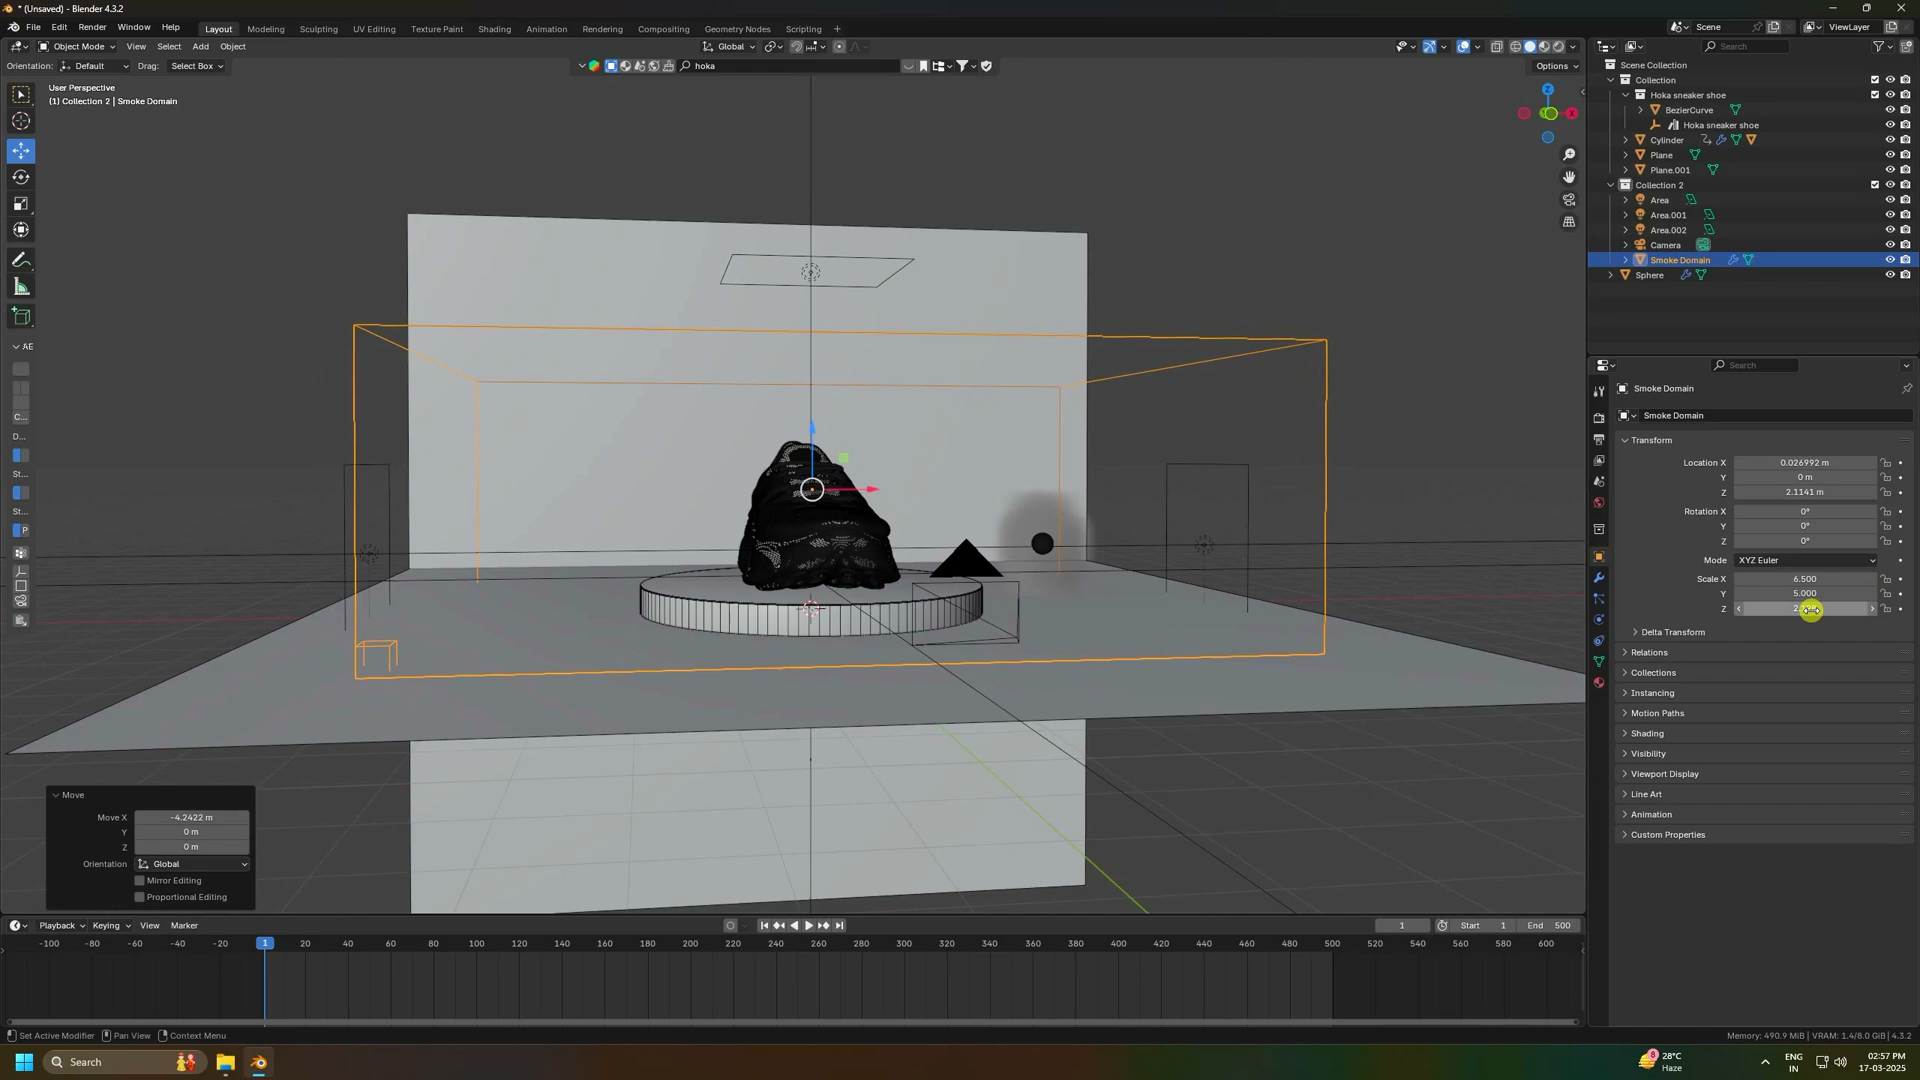 * (Unsaved) - Blender 4.3.2
File Edit Render Window Help
Layout Modeling Sculpting UV Editing Texture Paint Shading Animation Rendering Compositing Geometry Nodes Scripting +
Scene ViewLayer
Object Mode View Select Add Object
Global
Search
Orientation: Default Drag: Select Box
hoka
Options
User Perspective
(1) Collection 2 | Smoke Domain
Z
X
Scene Collection
Collection
Hoka sneaker shoe
BezierCurve
Hoka sneaker shoe
Cylinder
Plane
Plane.001
Collection 2
Area
Area.001
Area.002
Camera
Smoke Domain
Sphere
AE
C...
D...
St...
St...
P
Search
Smoke Domain
Smoke Domain
Transform
Location X 0.026992 m
Y 0 m
Z 2.1141 m
Rotation X 0°
Y 0°
Z 0°
Mode XYZ Euler
Scale X 6.500
Y 5.000
Z
Delta Transform
Relations
Collections
Instancing
Motion Paths
Shading
Visibility
Viewport Display
Line Art
Animation
Custom Properties
Move
Move X -4.2422 m
Y 0 m
Z 0 m
Orientation Global
Mirror Editing
Proportional Editing
Playback Keying View Marker
1 Start 1 End 500
-100 -80 -60 -40 -20 1 20 40 60 80 100 120 140 160 180 200 220 240 260 280 300 320 340 360 380 400 420 440 460 480 500 520 540 560 580 600
Set Active Modifier Pan View Context Menu
Memory: 490.9 MiB | VRAM: 1.4/8.0 GiB | 4.3.2
Search
8
28°C
Haze
ENG
IN
02:57 PM
17-03-2025